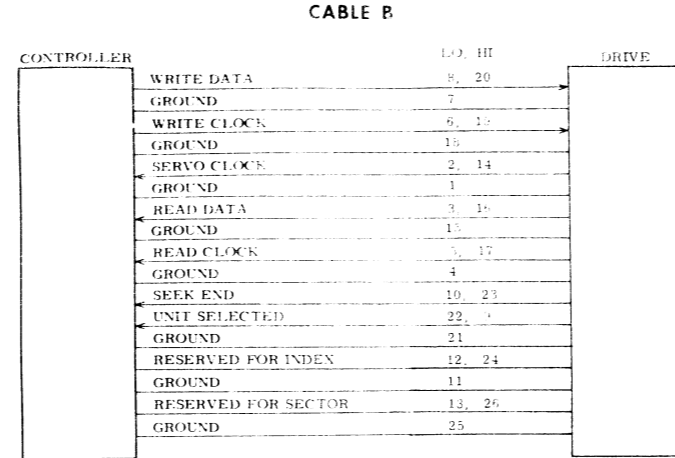 CABLE B
CONTROLLER LO, HI DRIVE
WRITE DATA 8, 20
GROUND 7
WRITE CLOCK 6,
GROUND
SERVO CLOCK 2, 14
GROUND 1
READ DATA 3,
GROUND
READ CLOCK 17
GROUND 4
SEEK END 10, 23
UNIT SELECTED 22,
GROUND 21
RESERVED FOR INDEX 12, 24
GROUND 11
RESERVED FOR SECTOR 13, 26
GROUND 25